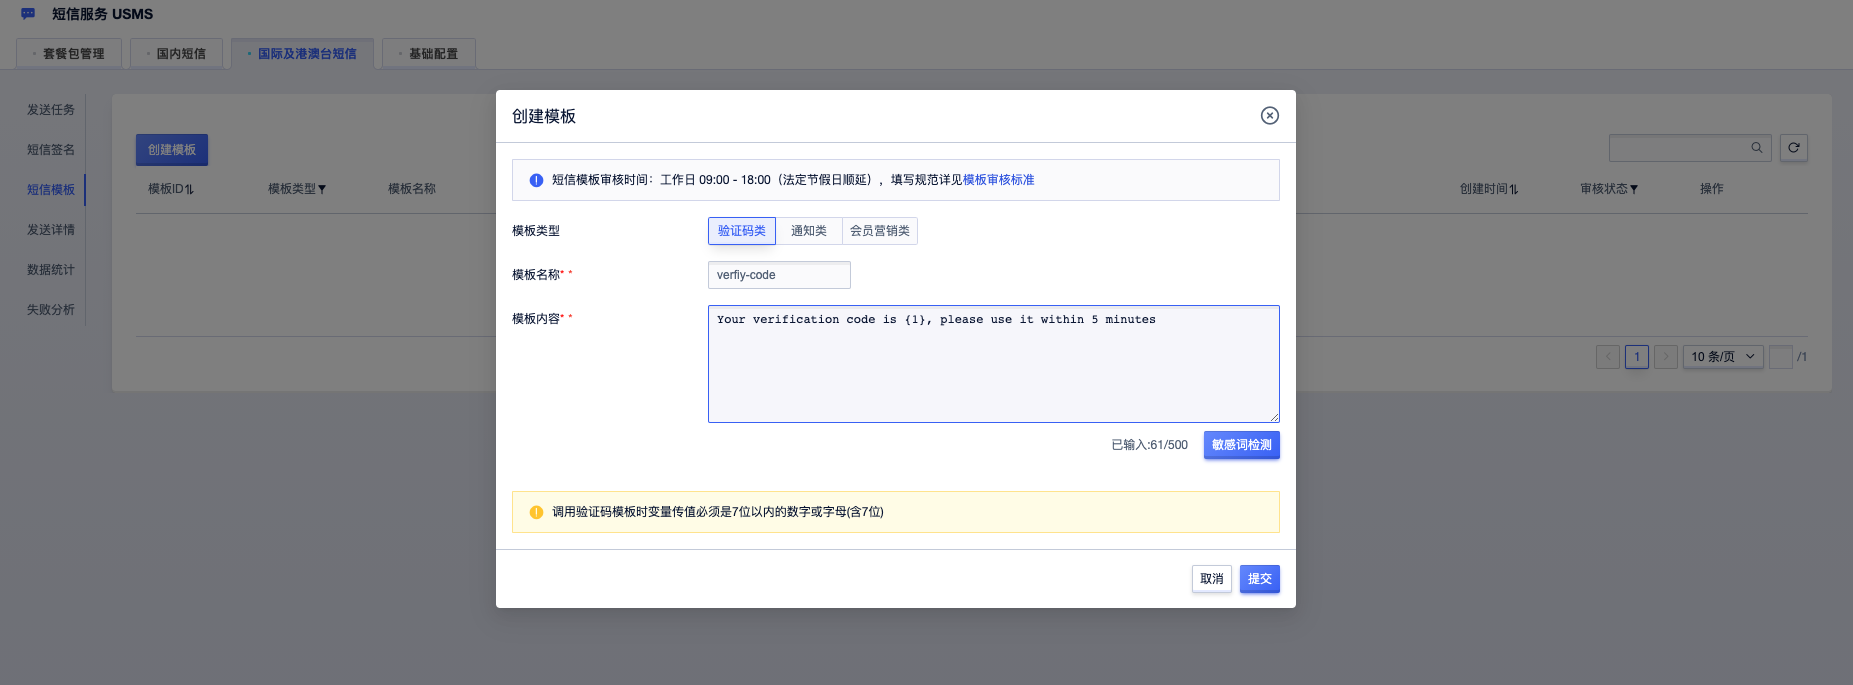 短信服务 USMS
套餐包管理
国内短信
国际及港澳台短信
基础配置
发送任务
短信签名
短信模板
发送详情
数据统计
失败分析
创建模板
模板ID
模板类型
模板名称
创建时间
审核状态
操作
1
10 条/页
/1
创建模板
短信模板审核时间：工作日 09:00 - 18:00（法定节假日顺延），填写规范详见模板审核标准
模板类型
验证码类
通知类
会员营销类
模板名称* *
verfiy-code
模板内容* *
Your verification code is {1}, please use it within 5 minutes
已输入:61/500
敏感词检测
调用验证码模板时变量传值必须是7位以内的数字或字母(含7位)
取消
提交